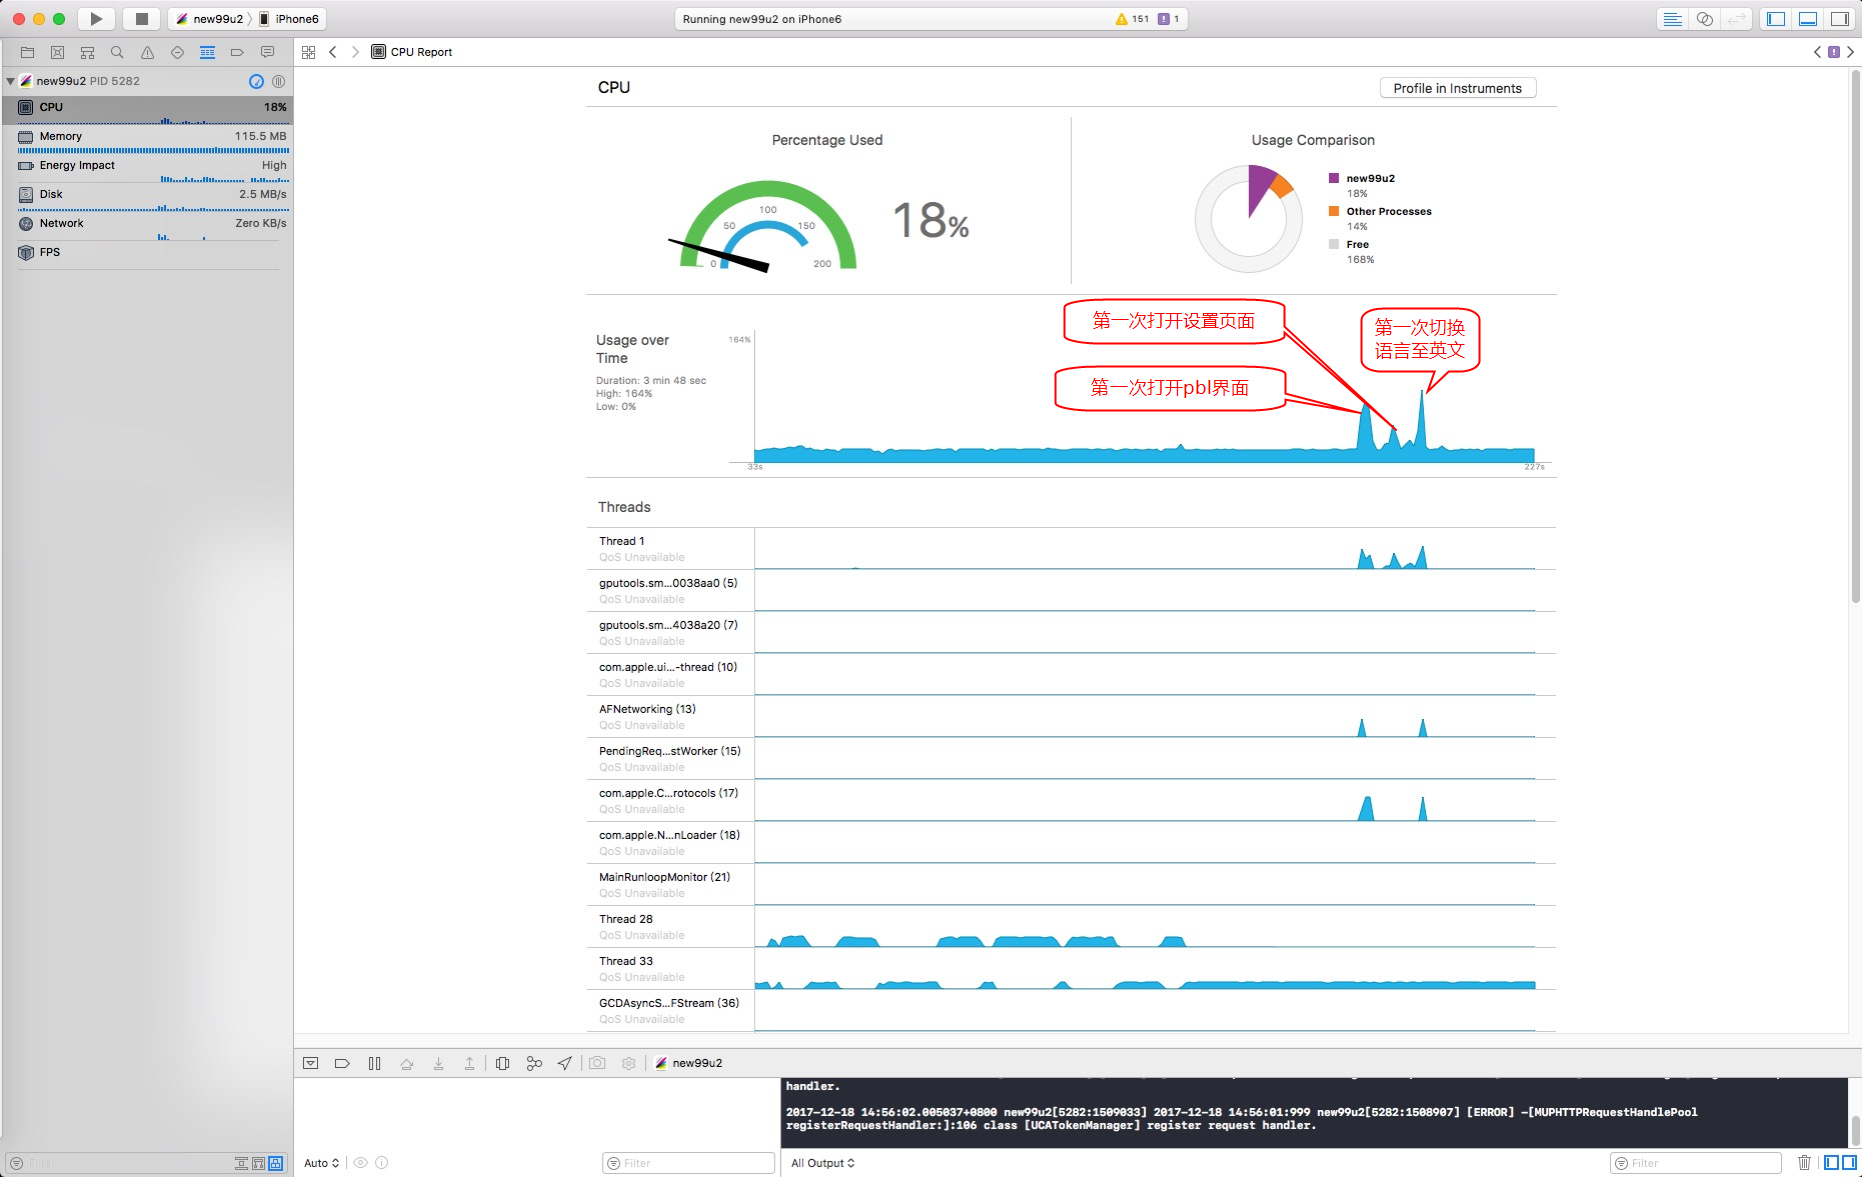 new99u2 〉 iPhone6
Running new99u2 on iPhone6
151
1
CPU Report
new99u2 PID 5282
CPU 18%
Memory 115.5 MB
Energy Impact High
Disk 2.5 MB/s
Network Zero KB/s
FPS
CPU
Profile in Instruments
Percentage Used
0
50
100
150
200
18%
Usage Comparison
new99u2
18%
Other Processes
14%
Free
168%
第一次打开设置页面
第一次切换
语言至英文
第一次打开pbl界面
Usage over
Time
Duration: 3 min 48 sec
High: 164%
Low: 0%
164%
33s
227s
Threads
Thread 1
QoS Unavailable
gputools.sm...0038aa0 (5)
QoS Unavailable
gputools.sm...4038a20 (7)
QoS Unavailable
com.apple.ui...-thread (10)
QoS Unavailable
AFNetworking (13)
QoS Unavailable
PendingReq...stWorker (15)
QoS Unavailable
com.apple.C...rotocols (17)
QoS Unavailable
com.apple.N...nLoader (18)
QoS Unavailable
MainRunloopMonitor (21)
QoS Unavailable
Thread 28
QoS Unavailable
Thread 33
QoS Unavailable
GCDAsyncS...FStream (36)
QoS Unavailable
new99u2
handler.
2017-12-18 14:56:02.005037+0800 new99u2[5282:1509033] 2017-12-18 14:56:01:999 new99u2[5282:1508907] [ERROR] -[MUPHTTPRequestHandlePool
registerRequestHandler:]:106 class [UCATokenManager] register request handler.
Filter
Auto
Filter
All Output
Filter